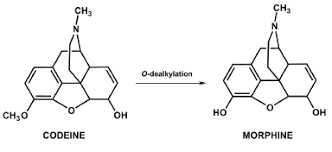 CH₃
N
CH₃
N
O-dealkylation
CH₃O
O
OH
HO
O
OH
CODEINE
MORPHINE